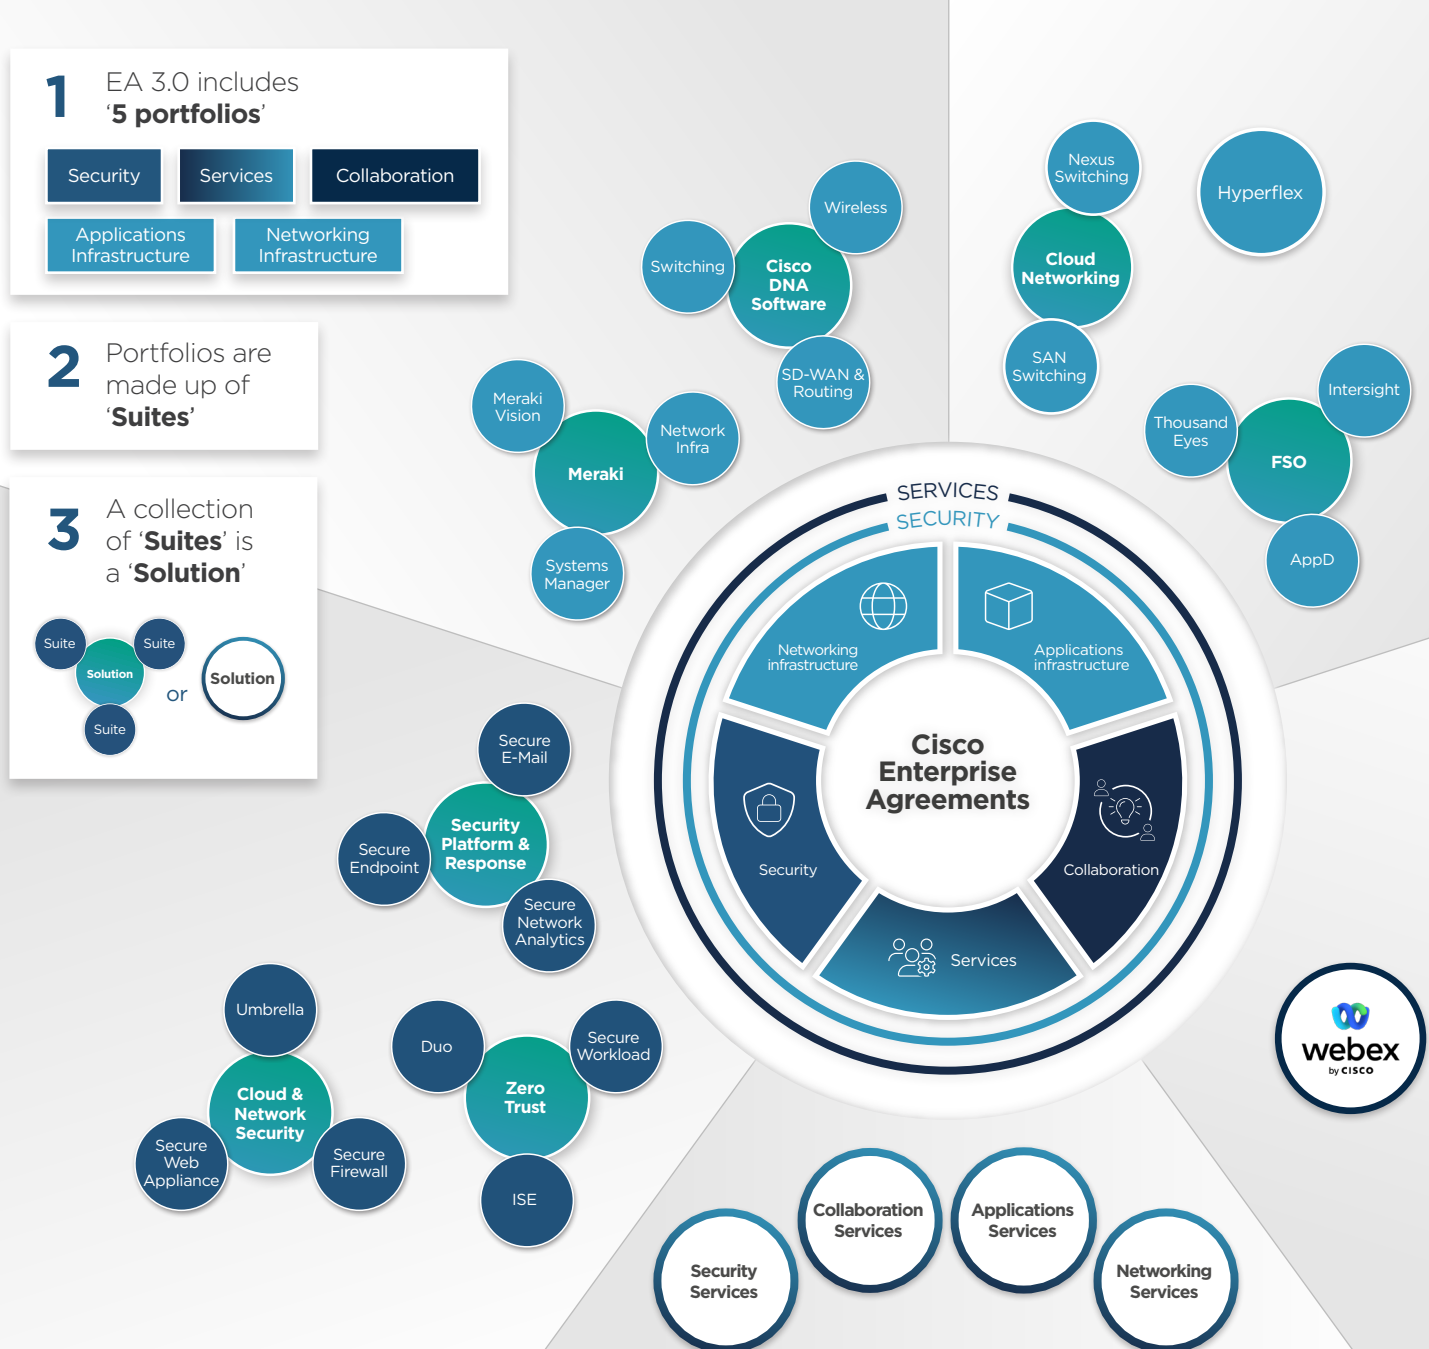 1
EA 3.0 includes
‘5 portfolios’
Security
Services
Collaboration
Applications
Infrastructure
Networking
Infrastructure
2
Portfolios are
made up of
‘Suites’
3
A collection
of ‘Suites’ is
a ‘Solution’
Suite
Suite
Solution
Suite
or
Solution
Wireless
Switching
Cisco
DNA
Software
SD-WAN &
Routing
Meraki
Vision
Network
Infra
Meraki
Systems
Manager
Nexus
Switching
Hyperflex
Cloud
Networking
SAN
Switching
Intersight
Thousand
Eyes
FSO
AppD
SERVICES
SECURITY
Networking
infrastructure
Applications
infrastructure
Cisco
Enterprise
Agreements
Security
Collaboration
Services
Secure
E-Mail
Security
Platform &
Response
Secure
Endpoint
Secure
Network
Analytics
Umbrella
Cloud &
Network
Security
Secure
Web
Appliance
Secure
Firewall
Duo
Secure
Workload
Zero
Trust
ISE
webex
by CISCO
Security
Services
Collaboration
Services
Applications
Services
Networking
Services